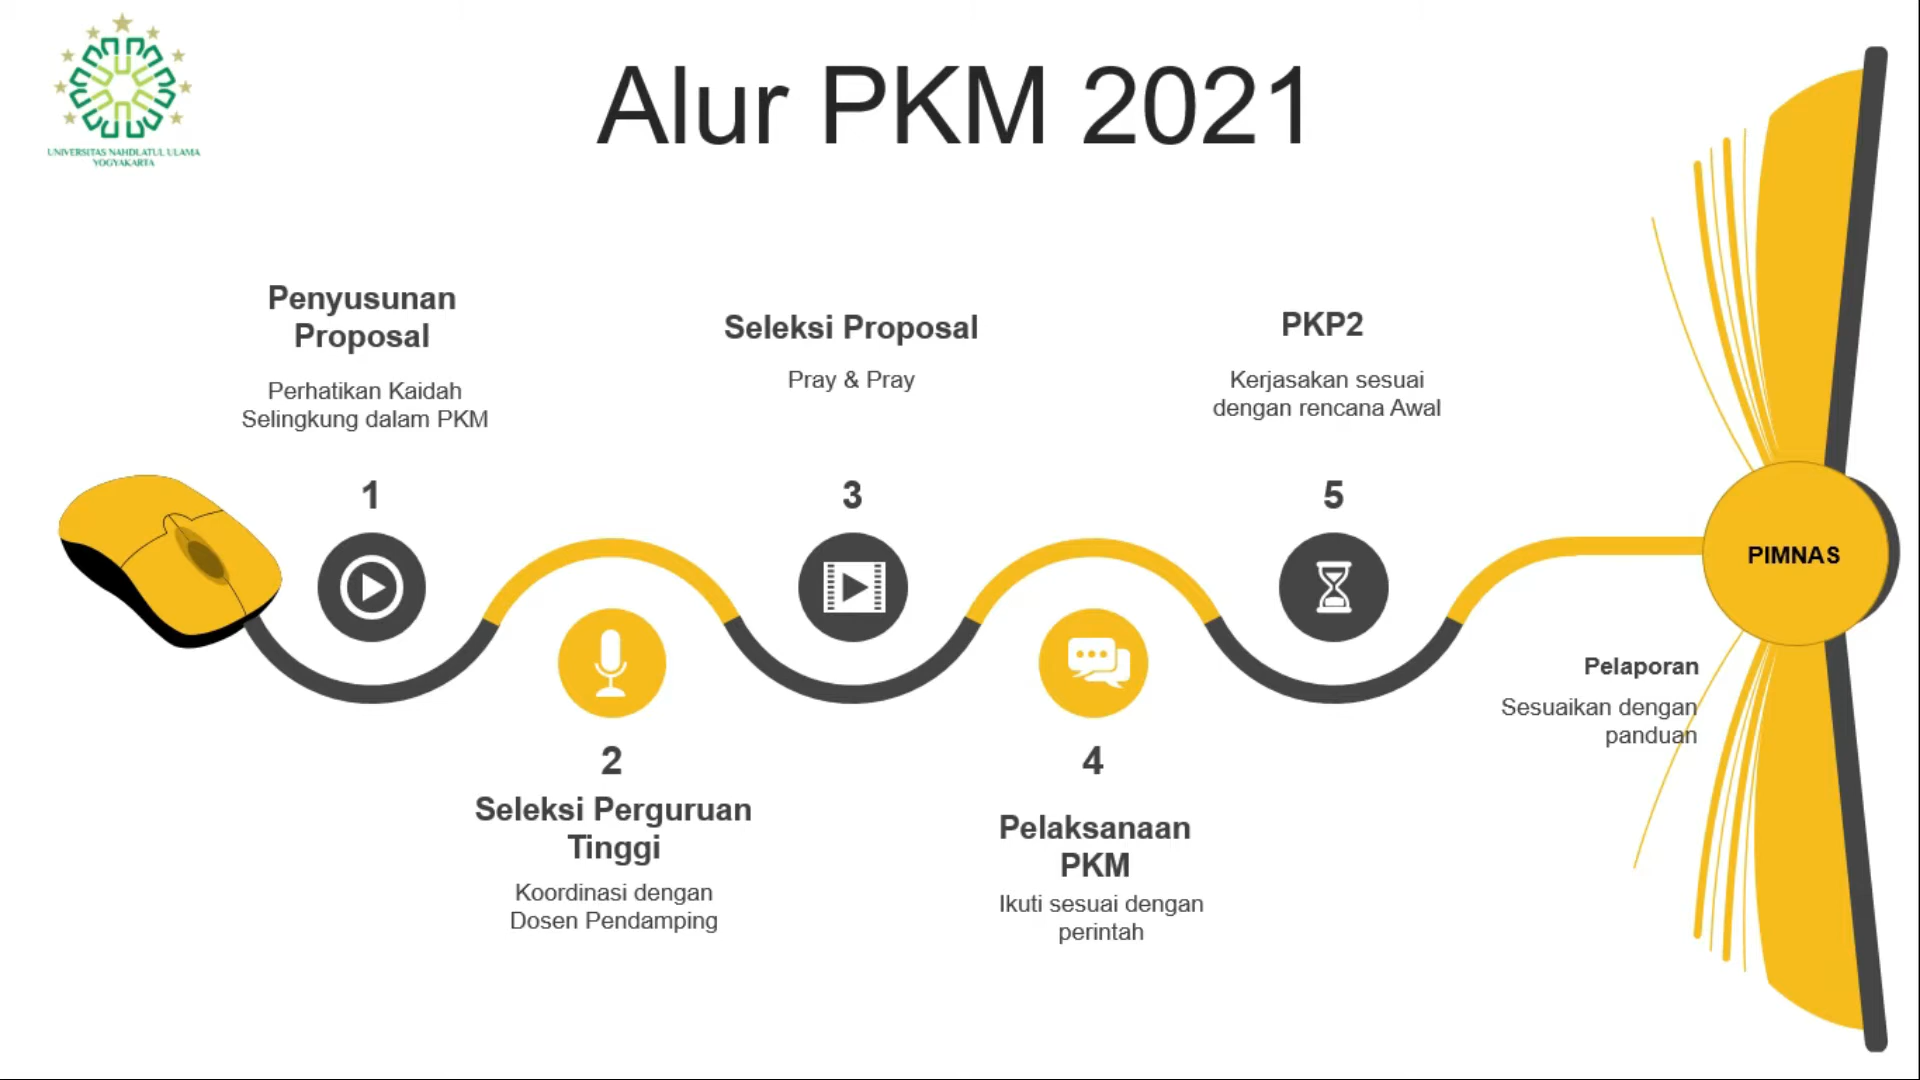 UNIVERSITAS NAHDLATUL ULAMA
YOGYAKARTA
Alur PKM 2021
Penyusunan
Proposal
Perhatikan Kaidah
Selingkung dalam PKM
1
2
Seleksi Perguruan
Tinggi
Koordinasi dengan
Dosen Pendamping
Seleksi Proposal
Pray & Pray
3
4
Pelaksanaan
PKM
Ikuti sesuai dengan
perintah
PKP2
Kerjasakan sesuai
dengan rencana Awal
5
PIMNAS
Pelaporan
Sesuaikan dengan
panduan